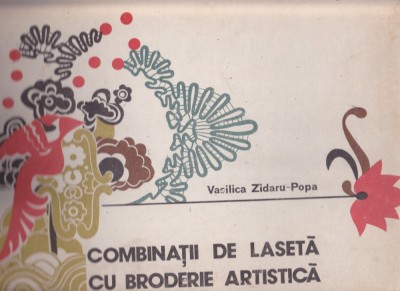 Vasilica Zidaru-Popa
COMBINAȚII DE LASETĂ
CU BRODERIE ARTISTICĂ